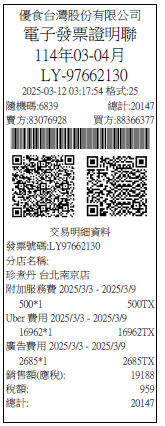 優食台灣股份有限公司
電子發票證明聯
114年03-04月
LY-97662130
2025-03-12 03:17:54 格式:25
隨機碼:6839 總計:20147
賣方:83076928 買方:88366377
交易明細資料
發票號碼:LY97662130
分店名稱:
珍煮丹 台北南京店
附加服務費 2025/3/3 - 2025/3/9
500*1 500TX
Uber 費用 2025/3/3 - 2025/3/9
16962*1 16962TX
廣告費用 2025/3/3 - 2025/3/9
2685*1 2685TX
銷售額(應稅): 19188
稅額: 959
總計: 20147